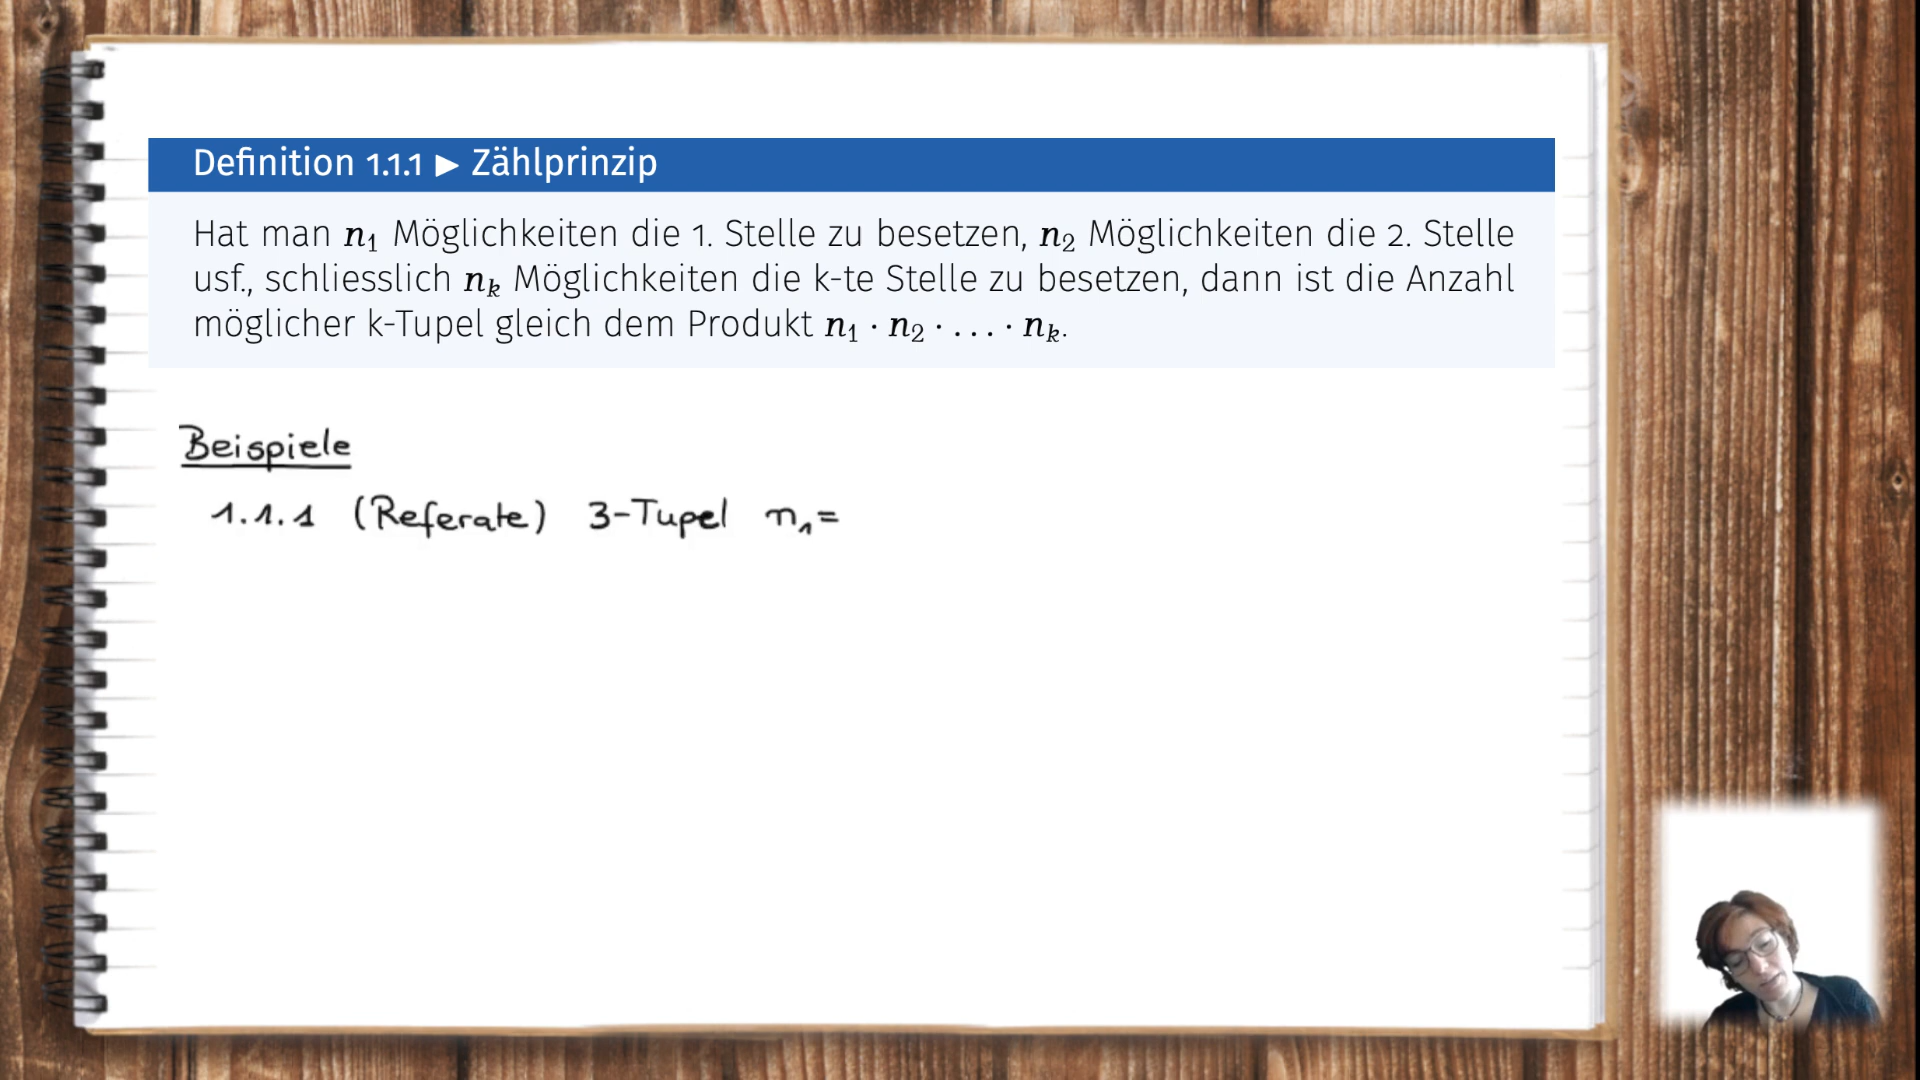 Definition 1.1.1 ▶ Zählprinzip
Hat man n₁ Möglichkeiten die 1. Stelle zu besetzen, n₂ Möglichkeiten die 2. Stelle
usf., schliesslich nₖ Möglichkeiten die k-te Stelle zu besetzen, dann ist die Anzahl
möglicher k-Tupel gleich dem Produkt n₁ · n₂ · . . . · nₖ.
Beispiele
1.1.1 (Referate) 3-Tupel n₁=